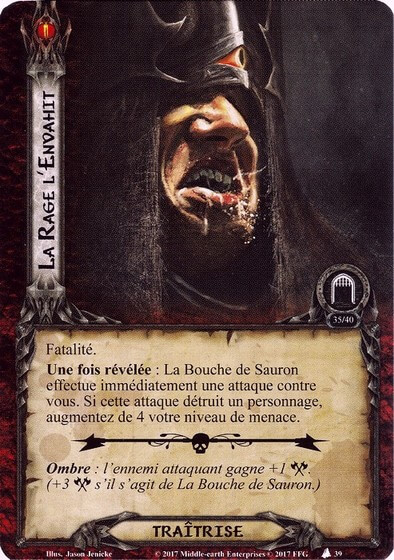 LA RAGE L'ENVAHIT
35/40
Fatalité.
Une fois révélée : La Bouche de Sauron
effectue immédiatement une attaque contre
vous. Si cette attaque détruit un personnage,
augmentez de 4 votre niveau de menace.
Ombre : l'ennemi attaquant gagne +1 .
(+3 s'il s'agit de La Bouche de Sauron.)
TRAÎTRISE
Illus. Jason Jenicke © 2017 Middle-earth Enterprises © 2017 FFG 39